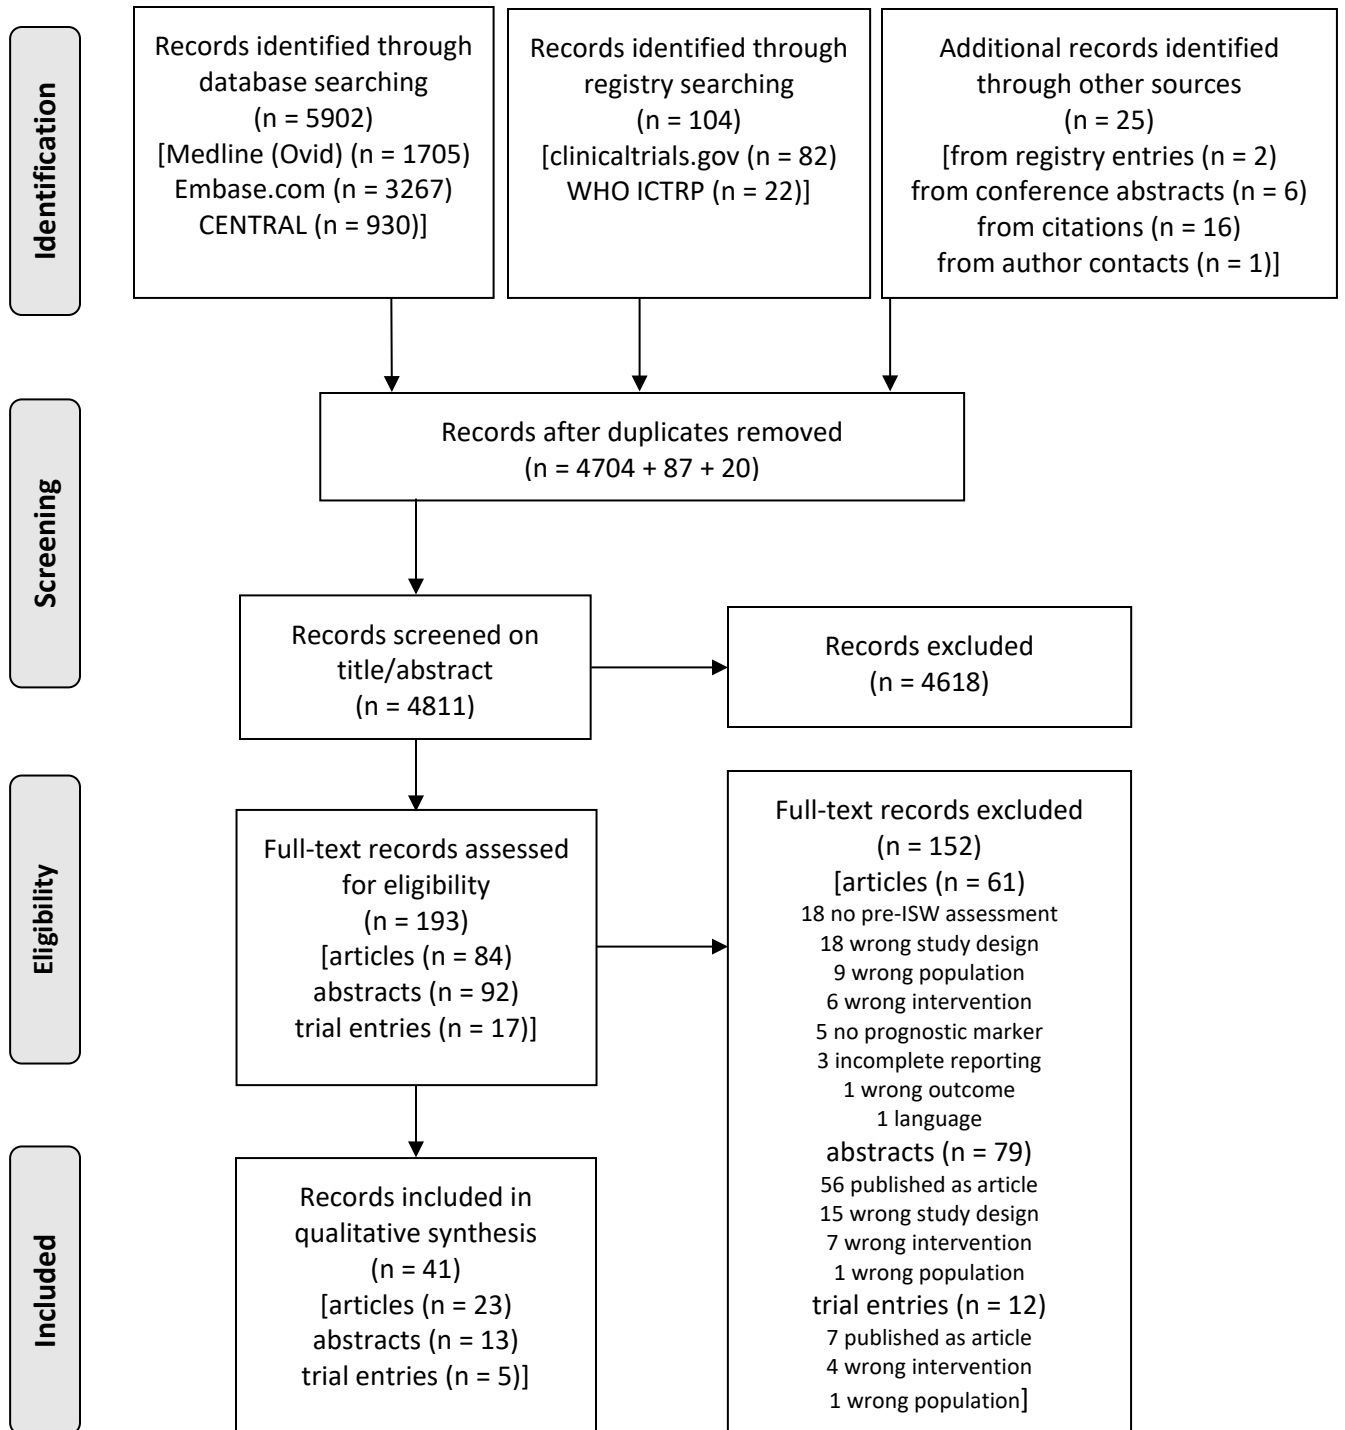 Identification
Records identified through
database searching
(n = 5902)
[Medline (Ovid) (n = 1705)
Embase.com (n = 3267)
CENTRAL (n = 930)]
Records identified through
registry searching
(n = 104)
[clinicaltrials.gov (n = 82)
WHO ICTRP (n = 22)]
Additional records identified
through other sources
(n = 25)
[from registry entries (n = 2)
from conference abstracts (n = 6)
from citations (n = 16)
from author contacts (n = 1)]
Screening
Records after duplicates removed
(n = 4704 + 87 + 20)
Records screened on
title/abstract
(n = 4811)
Records excluded
(n = 4618)
Eligibility
Full-text records assessed
for eligibility
(n = 193)
[articles (n = 84)
abstracts (n = 92)
trial entries (n = 17)]
Full-text records excluded
(n = 152)
[articles (n = 61)
18 no pre-ISW assessment
18 wrong study design
9 wrong population
6 wrong intervention
5 no prognostic marker
3 incomplete reporting
1 wrong outcome
1 language
abstracts (n = 79)
56 published as article
15 wrong study design
7 wrong intervention
1 wrong population
trial entries (n = 12)
7 published as article
4 wrong intervention
1 wrong population]
Included
Records included in
qualitative synthesis
(n = 41)
[articles (n = 23)
abstracts (n = 13)
trial entries (n = 5)]